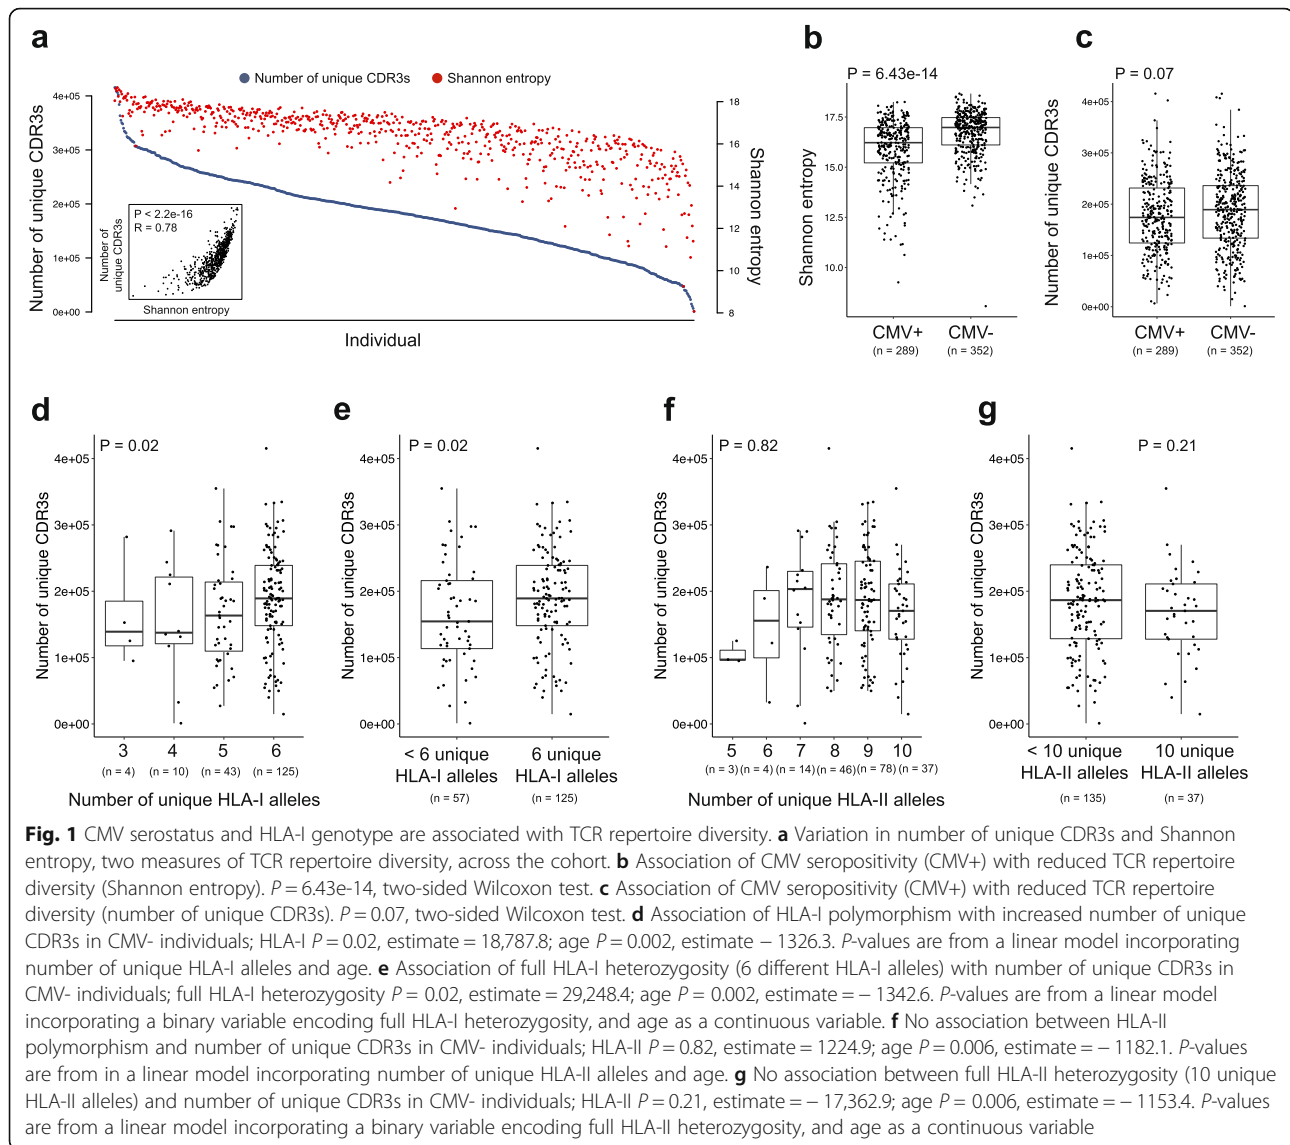 a
Number of unique CDR3s
Shannon entropy
4e+05
3e+05
2e+05
1e+05
0e+00
Number of unique CDR3s
18
16
14
12
10
8
Shannon entropy
P < 2.2e-16
R = 0.78
Number of
unique CDR3s
Shannon entropy
Individual
b
P = 6.43e-14
17.5
15.0
12.5
10.0
Shannon entropy
CMV+
(n = 289)
CMV-
(n = 352)
c
P = 0.07
4e+05
3e+05
2e+05
1e+05
0e+00
Number of unique CDR3s
CMV+
(n = 289)
CMV-
(n = 352)
d
P = 0.02
4e+05
3e+05
2e+05
1e+05
0e+00
Number of unique CDR3s
3 4 5 6
(n = 4) (n = 10) (n = 43) (n = 125)
Number of unique HLA-I alleles
e
P = 0.02
4e+05
3e+05
2e+05
1e+05
0e+00
Number of unique CDR3s
< 6 unique
HLA-I alleles
(n = 57)
6 unique
HLA-I alleles
(n = 125)
f
P = 0.82
4e+05
3e+05
2e+05
1e+05
0e+00
Number of unique CDR3s
5 6 7 8 9 10
(n = 3) (n = 4) (n = 14) (n = 46) (n = 78) (n = 37)
Number of unique HLA-II alleles
g
P = 0.21
4e+05
3e+05
2e+05
1e+05
0e+00
Number of unique CDR3s
< 10 unique
HLA-II alleles
(n = 135)
10 unique
HLA-II alleles
(n = 37)
Fig. 1 CMV serostatus and HLA-I genotype are associated with TCR repertoire diversity. a Variation in number of unique CDR3s and Shannon
entropy, two measures of TCR repertoire diversity, across the cohort. b Association of CMV seropositivity (CMV+) with reduced TCR repertoire
diversity (Shannon entropy). P = 6.43e-14, two-sided Wilcoxon test. c Association of CMV seropositivity (CMV+) with reduced TCR repertoire
diversity (number of unique CDR3s). P = 0.07, two-sided Wilcoxon test. d Association of HLA-I polymorphism with increased number of unique
CDR3s in CMV- individuals; HLA-I P = 0.02, estimate = 18,787.8; age P = 0.002, estimate − 1326.3. P-values are from a linear model incorporating
number of unique HLA-I alleles and age. e Association of full HLA-I heterozygosity (6 different HLA-I alleles) with number of unique CDR3s in
CMV- individuals; full HLA-I heterozygosity P = 0.02, estimate = 29,248.4; age P = 0.002, estimate = − 1342.6. P-values are from a linear model
incorporating a binary variable encoding full HLA-I heterozygosity, and age as a continuous variable. f No association between HLA-II
polymorphism and number of unique CDR3s in CMV- individuals; HLA-II P = 0.82, estimate = 1224.9; age P = 0.006, estimate = − 1182.1. P-values
are from in a linear model incorporating number of unique HLA-II alleles and age. g No association between full HLA-II heterozygosity (10 unique
HLA-II alleles) and number of unique CDR3s in CMV- individuals; HLA-II P = 0.21, estimate = − 17,362.9; age P = 0.006, estimate = − 1153.4. P-values
are from a linear model incorporating a binary variable encoding full HLA-II heterozygosity, and age as a continuous variable